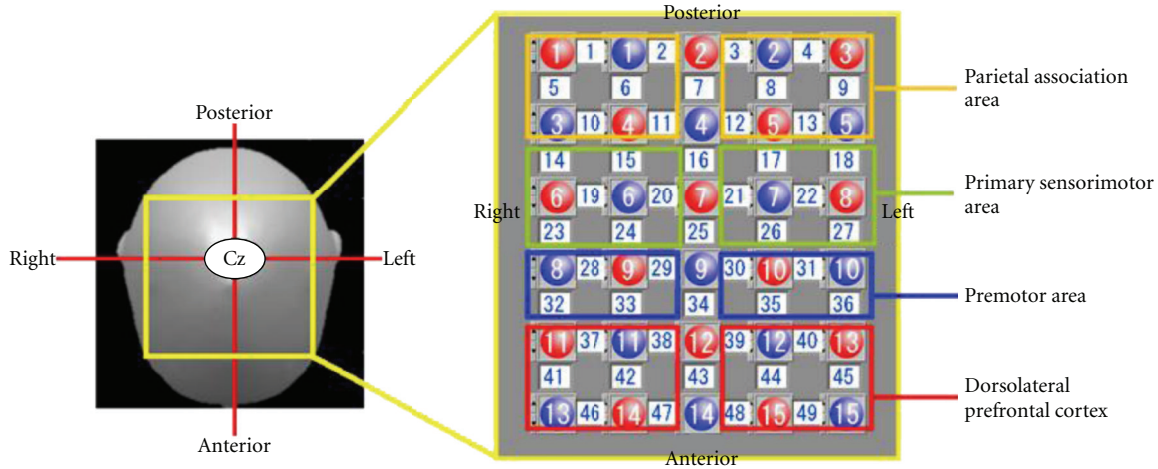 Posterior
Right
Cz
Left
Anterior
Posterior
1 1 1 2 2 3 2 4 3
5 6 7 8 9
3 10 4 11 4 12 5 13 5
14 15 16 17 18
6 19 6 20 7 21 7 22 8
Right
Left
23 24 25 26 27
8 28 9 29 9 30 10 31 10
32 33 34 35 36
11 37 11 38 12 39 12 40 13
41 42 43 44 45
13 46 14 47 14 48 15 49 15
Anterior
Parietal association
area
Primary sensorimotor
area
Premotor area
Dorsolateral
prefrontal cortex